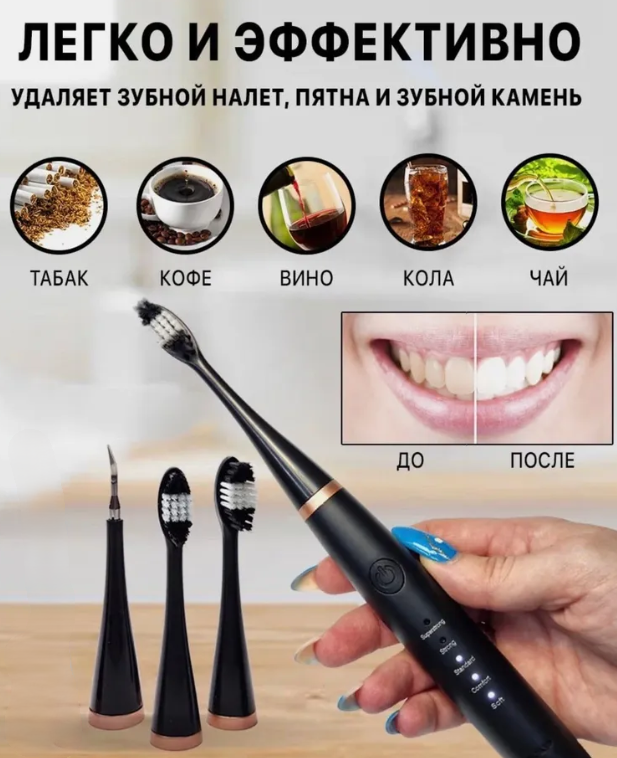 ЛЕГКО И ЭФФЕКТИВНО
УДАЛЯЕТ ЗУБНОЙ НАЛЕТ, ПЯТНА И ЗУБНОЙ КАМЕНЬ
ТАБАК КОФЕ ВИНО КОЛА ЧАЙ
ДО ПОСЛЕ
Superstrong
Strong
Standard
Comfort
Soft